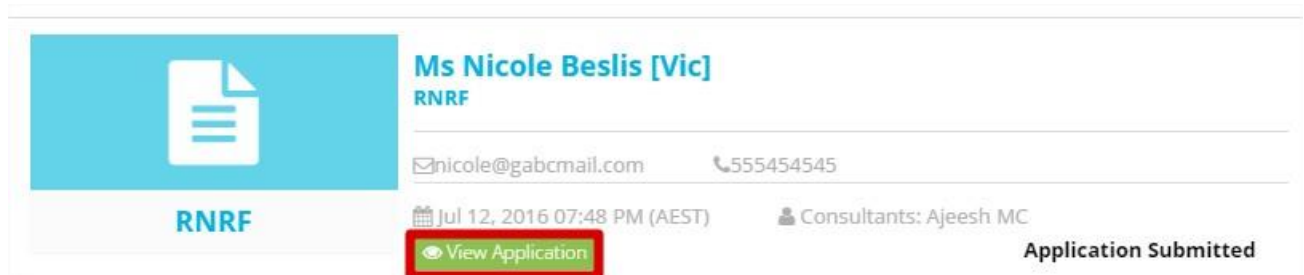 Ms Nicole Beslis [Vic]
RNRF
nicole@gabcmail.com 555454545
RNRF
Jul 12, 2016 07:48 PM (AEST) Consultants: Ajeesh MC
View Application
Application Submitted